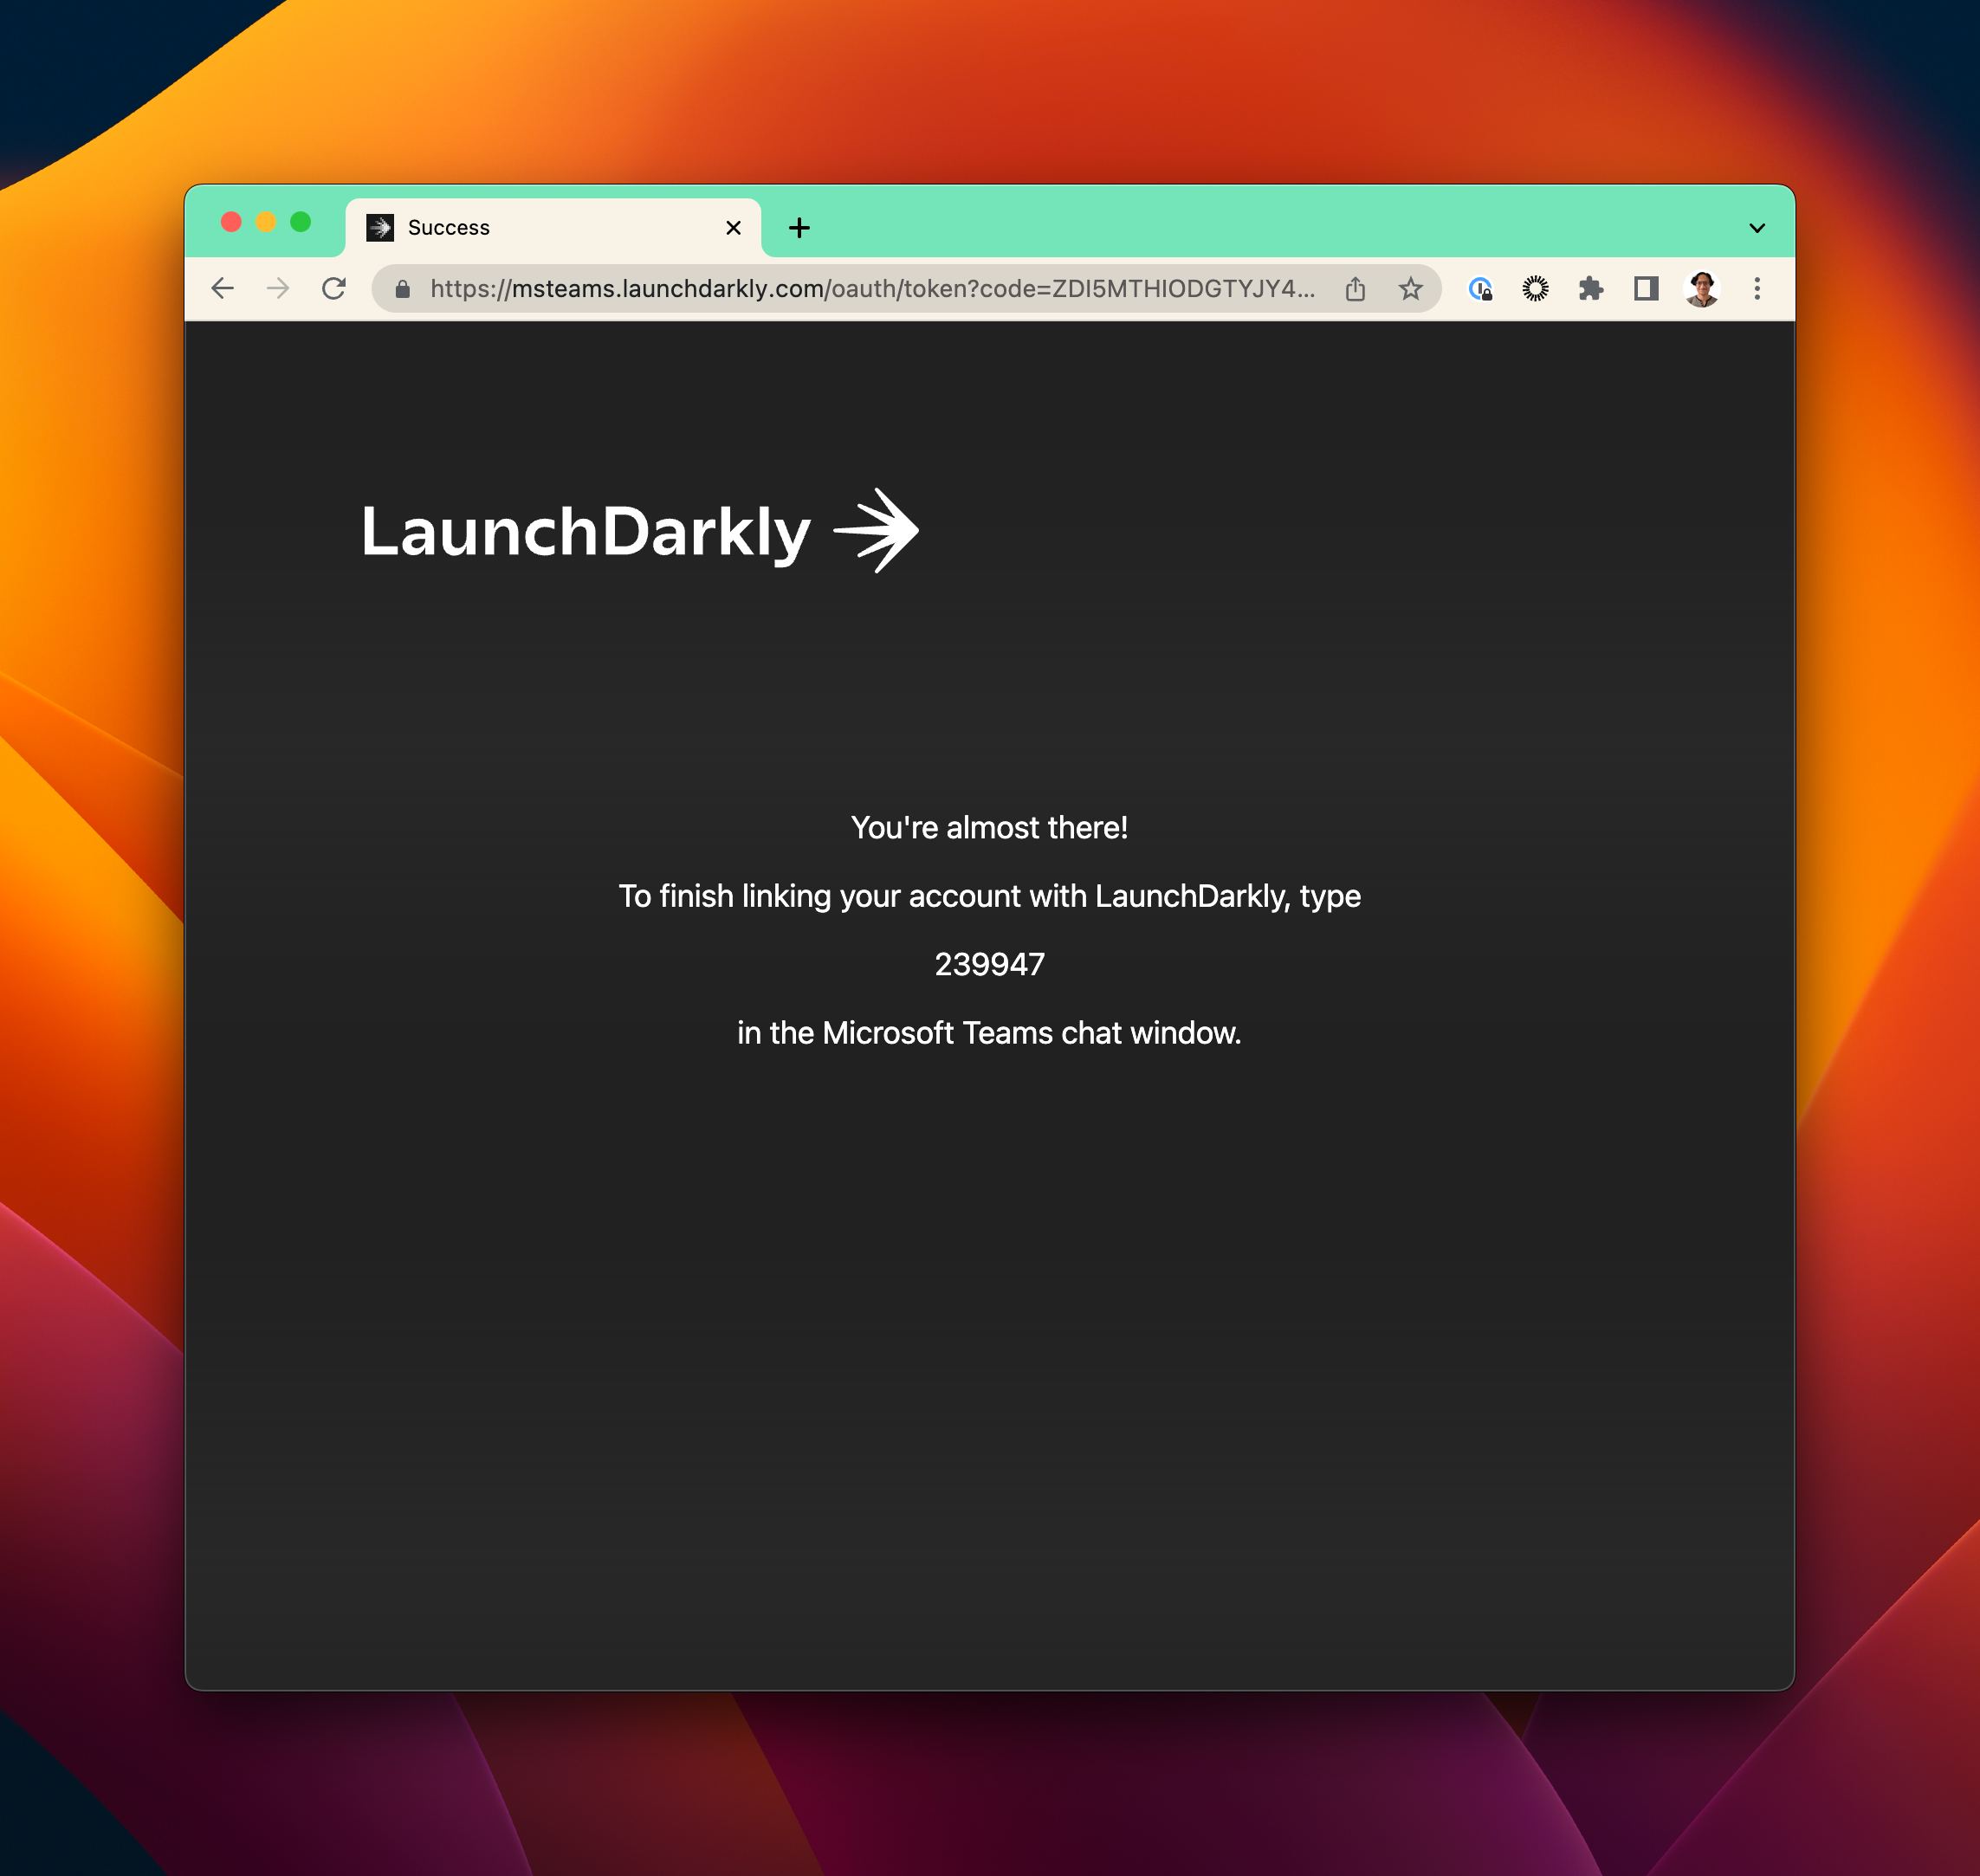 Success
https://msteams.launchdarkly.com/oauth/token?code=ZDI5MTHIODGTYJY4...
LaunchDarkly
You're almost there!
To finish linking your account with LaunchDarkly, type
239947
in the Microsoft Teams chat window.